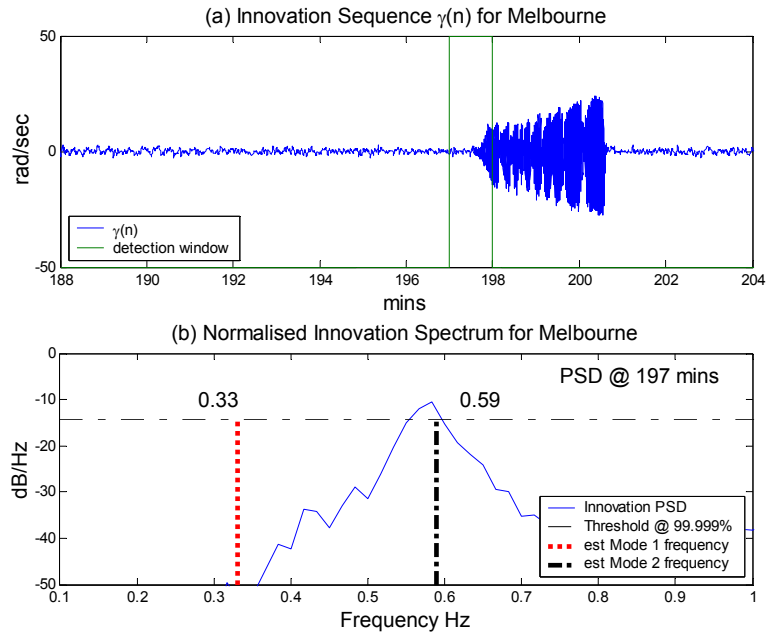 (a) Innovation Sequence γ(n) for Melbourne
50
0
-50
rad/sec
γ(n)
detection window
188 190 192 194 196 198 200 202 204
mins
(b) Normalised Innovation Spectrum for Melbourne
0
-10
-20
-30
-40
-50
dB/Hz
PSD @ 197 mins
0.33
0.59
Innovation PSD
Threshold @ 99.999%
est Mode 1 frequency
est Mode 2 frequency
0.1 0.2 0.3 0.4 0.5 0.6 0.7 0.8 0.9 1
Frequency Hz